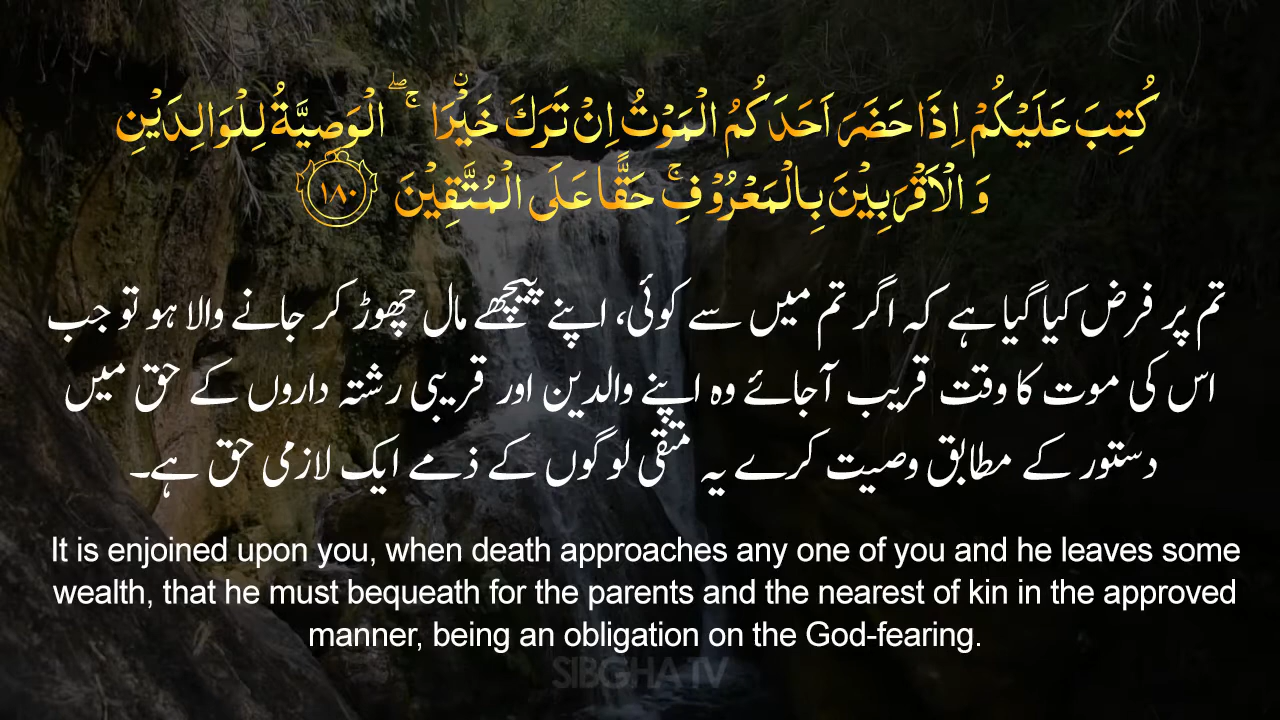 كُتِبَ عَلَيْكُمْ اِذَا حَضَرَ اَحَدَكُمُ الْمَوْتُ اِنْ تَرَكَ خَيْرَاۨ ۖۚ الْوَصِيَّةُ لِلْوَالِدَيْنِ
وَ الْاَقْرَبِيْنَ بِالْمَعْرُوْفِۚ حَقًّا عَلَى الْمُتَّقِيْنَ ۱۸۰
تم پر فرض کیا گیا ہے کہ اگر تم میں سے کوئی، اپنے پیچھے مال چھوڑ کر جانے والا ہو تو جب
اس کی موت کا وقت قریب آجائے وہ اپنے والدین اور قریبی رشتہ داروں کے حق میں
دستور کے مطابق وصیت کرے یہ متقی لوگوں کے ذمے ایک لازمی حق ہے۔
It is enjoined upon you, when death approaches any one of you and he leaves some
wealth, that he must bequeath for the parents and the nearest of kin in the approved
manner, being an obligation on the God-fearing.
SIBGHA TV